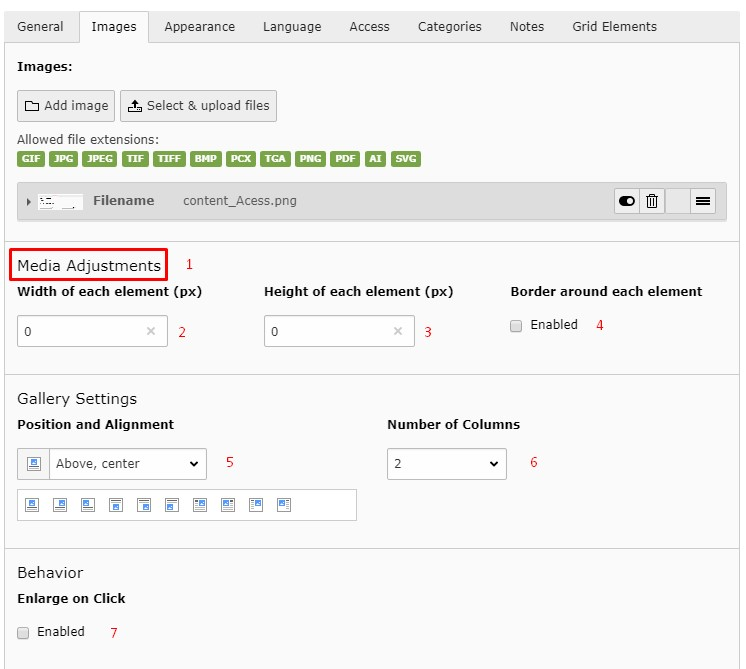 General Images Appearance Language Access Categories Notes Grid Elements
Images:
Add image Select & upload files
Allowed file extensions:
GIF JPG JPEG TIF TIFF BMP PCX TGA PNG PDF AI SVG
Filename content_Acess.png
Media Adjustments 1
Width of each element (px) Height of each element (px) Border around each element
0 2 0 3 Enabled 4
Gallery Settings
Position and Alignment Number of Columns
Above, center 5 2 6
Behavior
Enlarge on Click
Enabled 7